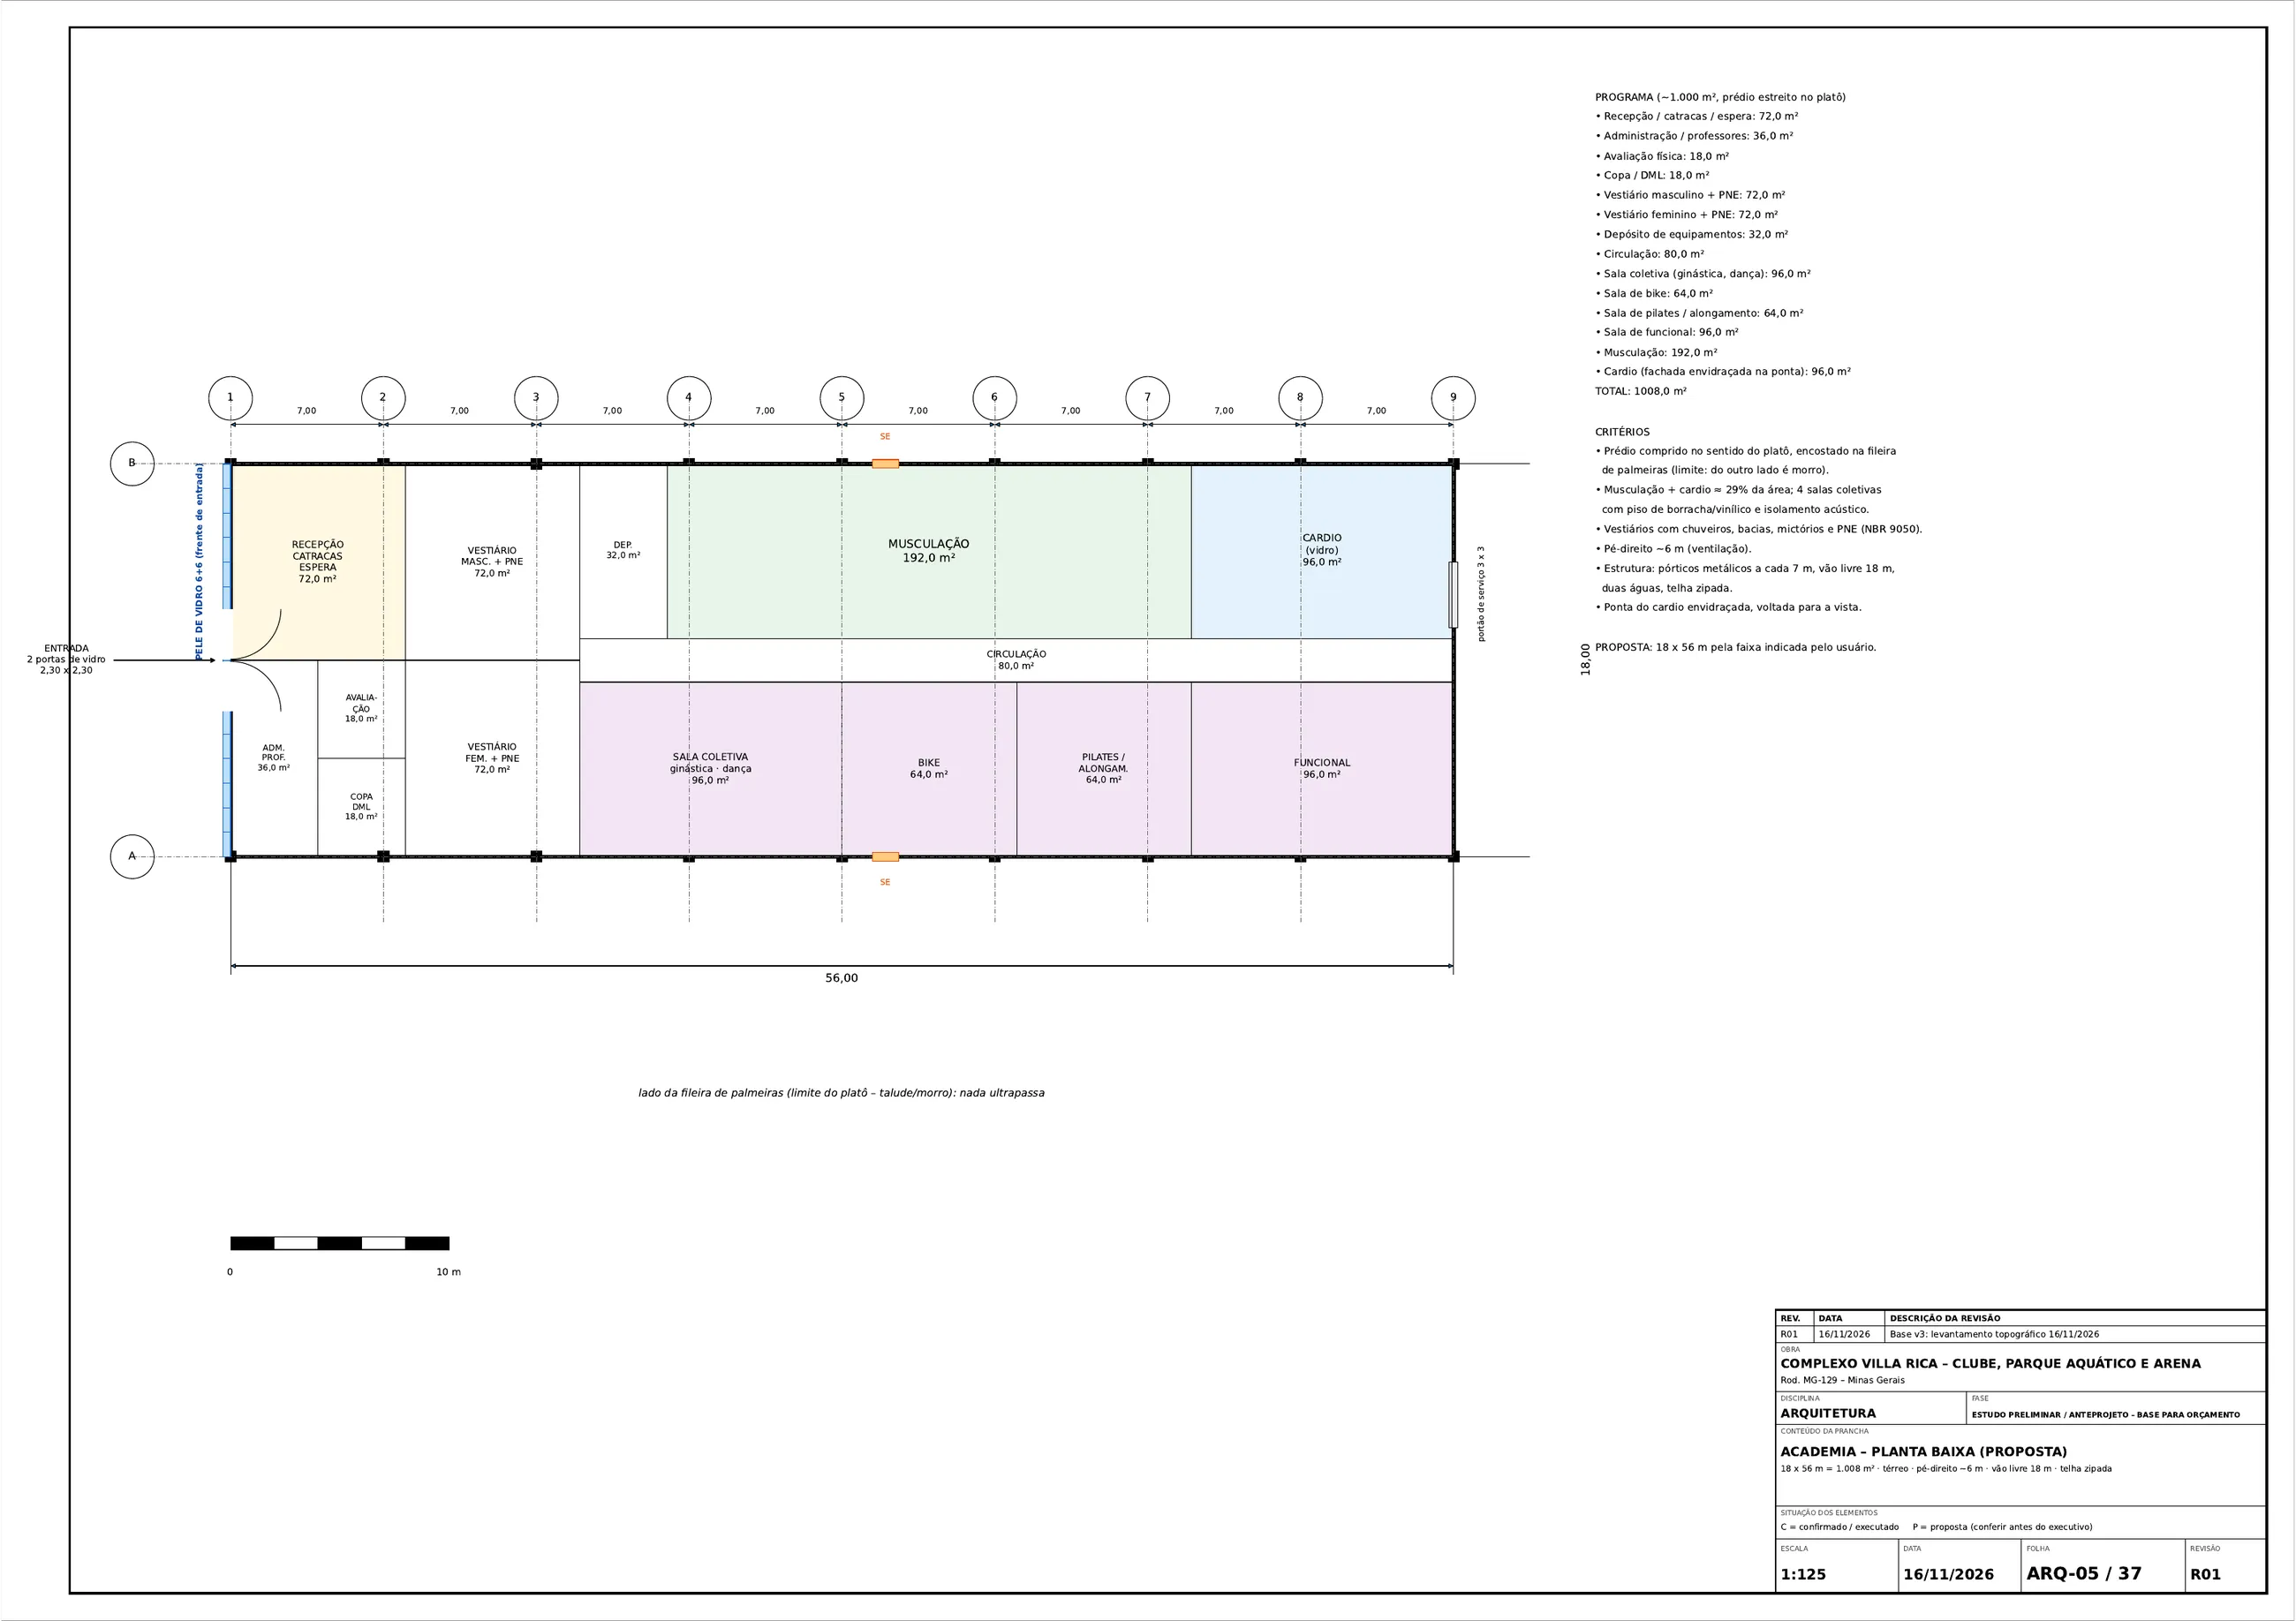 PROGRAMA (~1.000 m², prédio estreito no platô)
• Recepção / catracas / espera: 72,0 m²
• Administração / professores: 36,0 m²
• Avaliação física: 18,0 m²
• Copa / DML: 18,0 m²
• Vestiário masculino + PNE: 72,0 m²
• Vestiário feminino + PNE: 72,0 m²
• Depósito de equipamentos: 32,0 m²
• Circulação: 80,0 m²
• Sala coletiva (ginástica, dança): 96,0 m²
• Sala de bike: 64,0 m²
• Sala de pilates / alongamento: 64,0 m²
• Sala de funcional: 96,0 m²
• Musculação: 192,0 m²
• Cardio (fachada envidraçada na ponta): 96,0 m²
TOTAL: 1008,0 m²
CRITÉRIOS
• Prédio comprido no sentido do platô, encostado na fileira
de palmeiras (limite: do outro lado é morro).
• Musculação + cardio ≈ 29% da área; 4 salas coletivas
com piso de borracha/vinílico e isolamento acústico.
• Vestiários com chuveiros, bacias, mictórios e PNE (NBR 9050).
• Pé-direito ~6 m (ventilação).
• Estrutura: pórticos metálicos a cada 7 m, vão livre 18 m,
duas águas, telha zipada.
• Ponta do cardio envidraçada, voltada para a vista.
PROPOSTA: 18 x 56 m pela faixa indicada pelo usuário.
1 2 3 4 5 6 7 8 9
7,00 7,00 7,00 7,00 7,00 7,00 7,00 7,00
SE
B
PELE DE VIDRO 6+6 (frente de entrada)
RECEPÇÃO
CATRACAS
ESPERA
72,0 m²
VESTIÁRIO
MASC. + PNE
72,0 m²
DEP.
32,0 m²
MUSCULAÇÃO
192,0 m²
CARDIO
(vidro)
96,0 m²
portão de serviço 3 x 3
18,00
ENTRADA
2 portas de vidro
2,30 x 2,30
CIRCULAÇÃO
80,0 m²
ADM.
PROF.
36,0 m²
AVALIA-
ÇÃO
18,0 m²
COPA
DML
18,0 m²
VESTIÁRIO
FEM. + PNE
72,0 m²
SALA COLETIVA
ginástica · dança
96,0 m²
BIKE
64,0 m²
PILATES /
ALONGAM.
64,0 m²
FUNCIONAL
96,0 m²
A
SE
56,00
lado da fileira de palmeiras (limite do platô – talude/morro): nada ultrapassa
0 10 m
REV. DATA DESCRIÇÃO DA REVISÃO
R01 16/11/2026 Base v3: levantamento topográfico 16/11/2026
OBRA
COMPLEXO VILLA RICA – CLUBE, PARQUE AQUÁTICO E ARENA
Rod. MG-129 – Minas Gerais
DISCIPLINA FASE
ARQUITETURA ESTUDO PRELIMINAR / ANTEPROJETO – BASE PARA ORÇAMENTO
CONTEÚDO DA PRANCHA
ACADEMIA – PLANTA BAIXA (PROPOSTA)
18 x 56 m = 1.008 m² · térreo · pé-direito ~6 m · vão livre 18 m · telha zipada
SITUAÇÃO DOS ELEMENTOS
C = confirmado / executado P = proposta (conferir antes do executivo)
ESCALA DATA FOLHA REVISÃO
1:125 16/11/2026 ARQ-05 / 37 R01